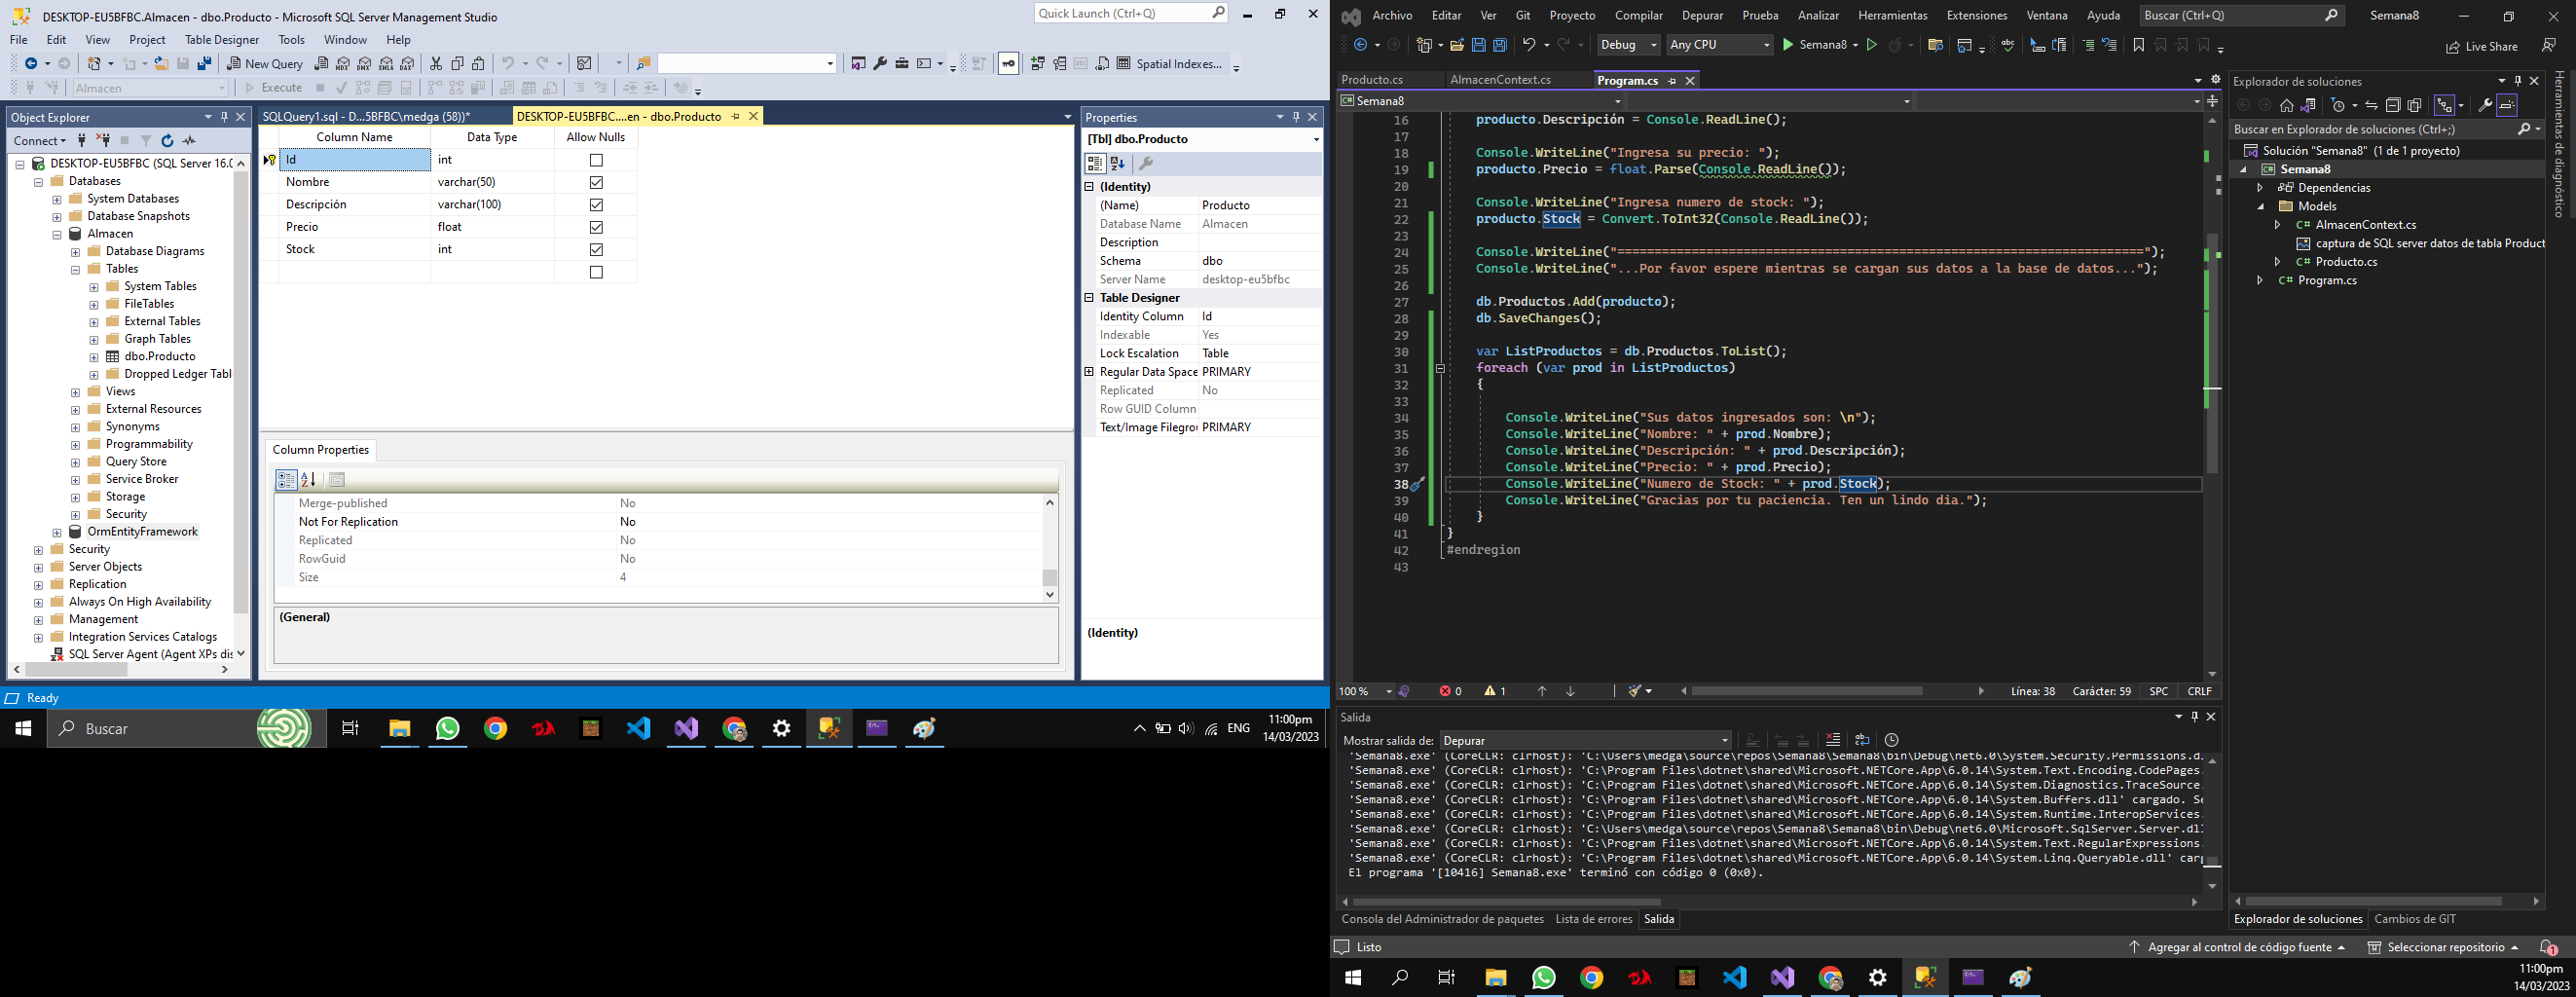 DESKTOP-EU5BFBC.Almacen - dbo.Producto - Microsoft SQL Server Management Studio
Quick Launch (Ctrl+Q)
File Edit View Project Table Designer Tools Window Help
New Query
Spatial Indexes...
Almacen
Execute
Object Explorer
Connect
DESKTOP-EU5BFBC (SQL Server 16.0
Databases
System Databases
Database Snapshots
Almacen
Database Diagrams
Tables
System Tables
FileTables
External Tables
Graph Tables
dbo.Producto
Dropped Ledger Tabl
Views
External Resources
Synonyms
Programmability
Query Store
Service Broker
Storage
Security
OrmEntityFramework
Security
Server Objects
Replication
Always On High Availability
Management
Integration Services Catalogs
SQL Server Agent (Agent XPs dis
SQLQuery1.sql - D...5BFBC\medga (58))*
DESKTOP-EU5BFBC....en - dbo.Producto
Column Name Data Type Allow Nulls
Id int
Nombre varchar(50)
Descripción varchar(100)
Precio float
Stock int
Column Properties
Merge-published No
Not For Replication No
Replicated No
RowGuid No
Size 4
(General)
Properties
[Tbl] dbo.Producto
(Identity)
(Name) Producto
Database Name Almacen
Description
Schema dbo
Server Name desktop-eu5bfbc
Table Designer
Identity Column Id
Indexable Yes
Lock Escalation Table
Regular Data Space PRIMARY
Replicated No
Row GUID Column
Text/Image Filegrou PRIMARY
(Identity)
Ready
Buscar
ENG
11:00pm
14/03/2023
Archivo Editar Ver Git Proyecto Compilar Depurar Prueba Analizar Herramientas Extensiones Ventana Ayuda
Buscar (Ctrl+Q)
Semana8
Debug Any CPU Semana8
Live Share
Producto.cs AlmacenContext.cs Program.cs
Semana8
16 producto.Descripción = Console.ReadLine();
17
18 Console.WriteLine("Ingresa su precio: ");
19 producto.Precio = float.Parse(Console.ReadLine());
20
21 Console.WriteLine("Ingresa numero de stock: ");
22 producto.Stock = Convert.ToInt32(Console.ReadLine());
23
24 Console.WriteLine("======================================================================");
25 Console.WriteLine("...Por favor espere mientras se cargan sus datos a la base de datos...");
26
27 db.Productos.Add(producto);
28 db.SaveChanges();
29
30 var ListProductos = db.Productos.ToList();
31 foreach (var prod in ListProductos)
32 {
33
34 Console.WriteLine("Sus datos ingresados son: \n");
35 Console.WriteLine("Nombre: " + prod.Nombre);
36 Console.WriteLine("Descripción: " + prod.Descripción);
37 Console.WriteLine("Precio: " + prod.Precio);
38 Console.WriteLine("Numero de Stock: " + prod.Stock);
39 Console.WriteLine("Gracias por tu paciencia. Ten un lindo dia.");
40 }
41 }
42 #endregion
43
100 % 0 1
Línea: 38 Carácter: 59 SPC CRLF
Salida
Mostrar salida de: Depurar
'Semana8.exe' (CoreCLR: clrhost): 'C:\Users\medga\source\repos\Semana8\Semana8\bin\Debug\net6.0\System.Security.Permissions.d
'Semana8.exe' (CoreCLR: clrhost): 'C:\Program Files\dotnet\shared\Microsoft.NETCore.App\6.0.14\System.Text.Encoding.CodePages.
'Semana8.exe' (CoreCLR: clrhost): 'C:\Program Files\dotnet\shared\Microsoft.NETCore.App\6.0.14\System.Diagnostics.TraceSource.
'Semana8.exe' (CoreCLR: clrhost): 'C:\Program Files\dotnet\shared\Microsoft.NETCore.App\6.0.14\System.Buffers.dll' cargado. Se
'Semana8.exe' (CoreCLR: clrhost): 'C:\Program Files\dotnet\shared\Microsoft.NETCore.App\6.0.14\System.Runtime.InteropServices.
'Semana8.exe' (CoreCLR: clrhost): 'C:\Users\medga\source\repos\Semana8\Semana8\bin\Debug\net6.0\Microsoft.SqlServer.Server.dll
'Semana8.exe' (CoreCLR: clrhost): 'C:\Program Files\dotnet\shared\Microsoft.NETCore.App\6.0.14\System.Text.RegularExpressions.
'Semana8.exe' (CoreCLR: clrhost): 'C:\Program Files\dotnet\shared\Microsoft.NETCore.App\6.0.14\System.Linq.Queryable.dll' carg
El programa '[10416] Semana8.exe' terminó con código 0 (0x0).
Consola del Administrador de paquetes Lista de errores Salida
Explorador de soluciones
Buscar en Explorador de soluciones (Ctrl+;)
Solución "Semana8" (1 de 1 proyecto)
Semana8
Dependencias
Models
AlmacenContext.cs
captura de SQL server datos de tabla Product
Producto.cs
Program.cs
Explorador de soluciones Cambios de GIT
Herramientas de diagnóstico
Listo
Agregar al control de código fuente Seleccionar repositorio 1
11:00pm
14/03/2023